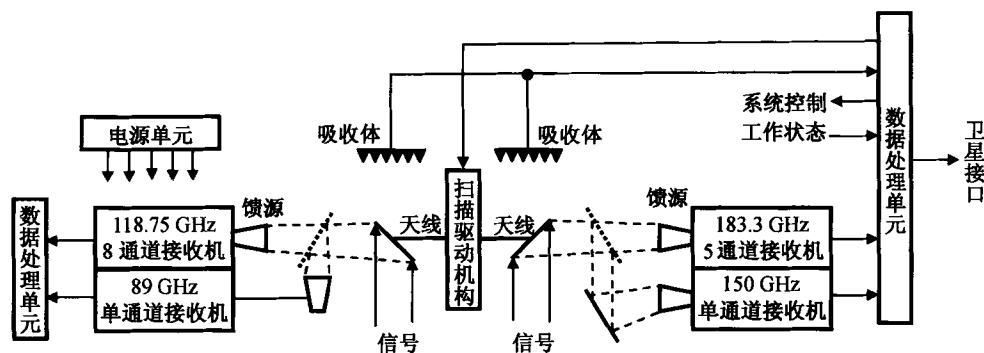 系统控制
工作状态
数据处理单元
卫星接口
吸收体
吸收体
电源单元
扫描驱动机构
数据处理单元
118.75 GHz
8 通道接收机
馈源
天线
天线
馈源
183.3 GHz
5 通道接收机
89 GHz
单通道接收机
150 GHz
单通道接收机
信号
信号